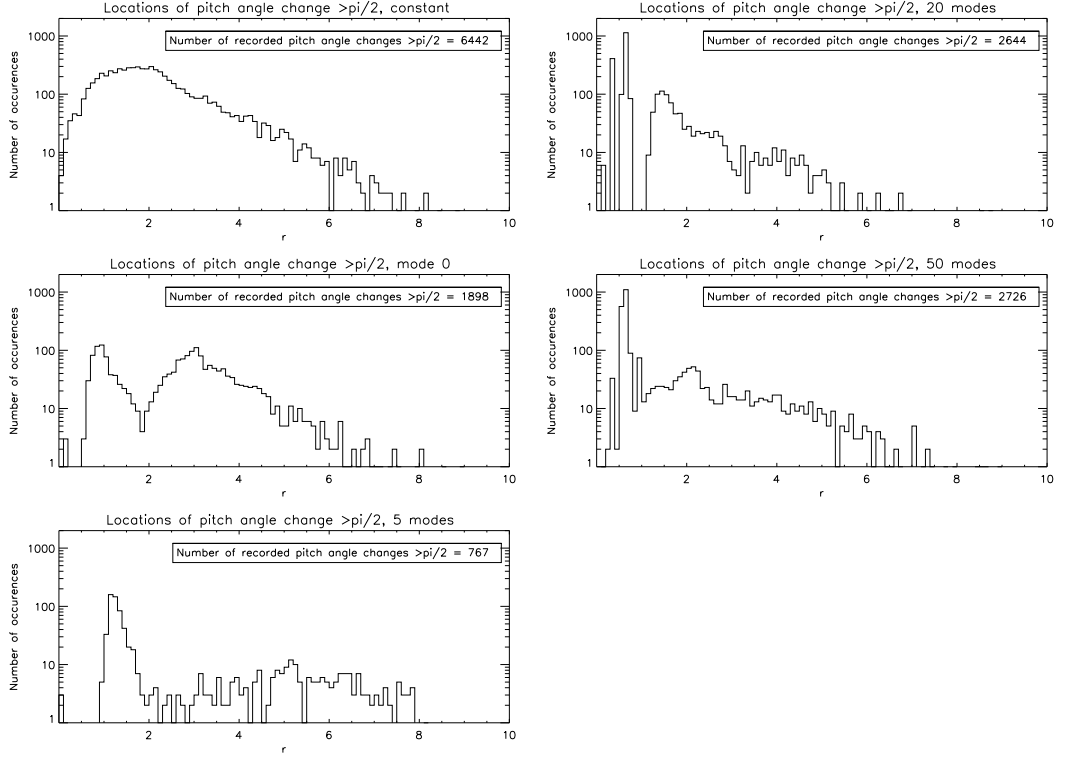 Locations of pitch angle change >pi/2, constant
Number of recorded pitch angle changes >pi/2 = 6442
Number of occurences
1000
100
10
1
2
4
6
8
10
r
Locations of pitch angle change >pi/2, 20 modes
Number of recorded pitch angle changes >pi/2 = 2644
Number of occurences
1000
100
10
1
2
4
6
8
10
r
Locations of pitch angle change >pi/2, mode 0
Number of recorded pitch angle changes >pi/2 = 1898
Number of occurences
1000
100
10
1
2
4
6
8
10
r
Locations of pitch angle change >pi/2, 50 modes
Number of recorded pitch angle changes >pi/2 = 2726
Number of occurences
1000
100
10
1
2
4
6
8
10
r
Locations of pitch angle change >pi/2, 5 modes
Number of recorded pitch angle changes >pi/2 = 767
Number of occurences
1000
100
10
1
2
4
6
8
10
r